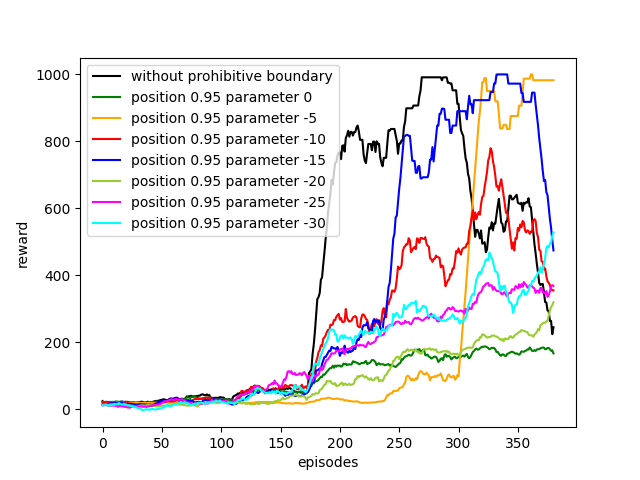 1000
800
600
400
200
0
reward
without prohibitive boundary
position 0.95 parameter 0
position 0.95 parameter -5
position 0.95 parameter -10
position 0.95 parameter -15
position 0.95 parameter -20
position 0.95 parameter -25
position 0.95 parameter -30
0 50 100 150 200 250 300 350
episodes